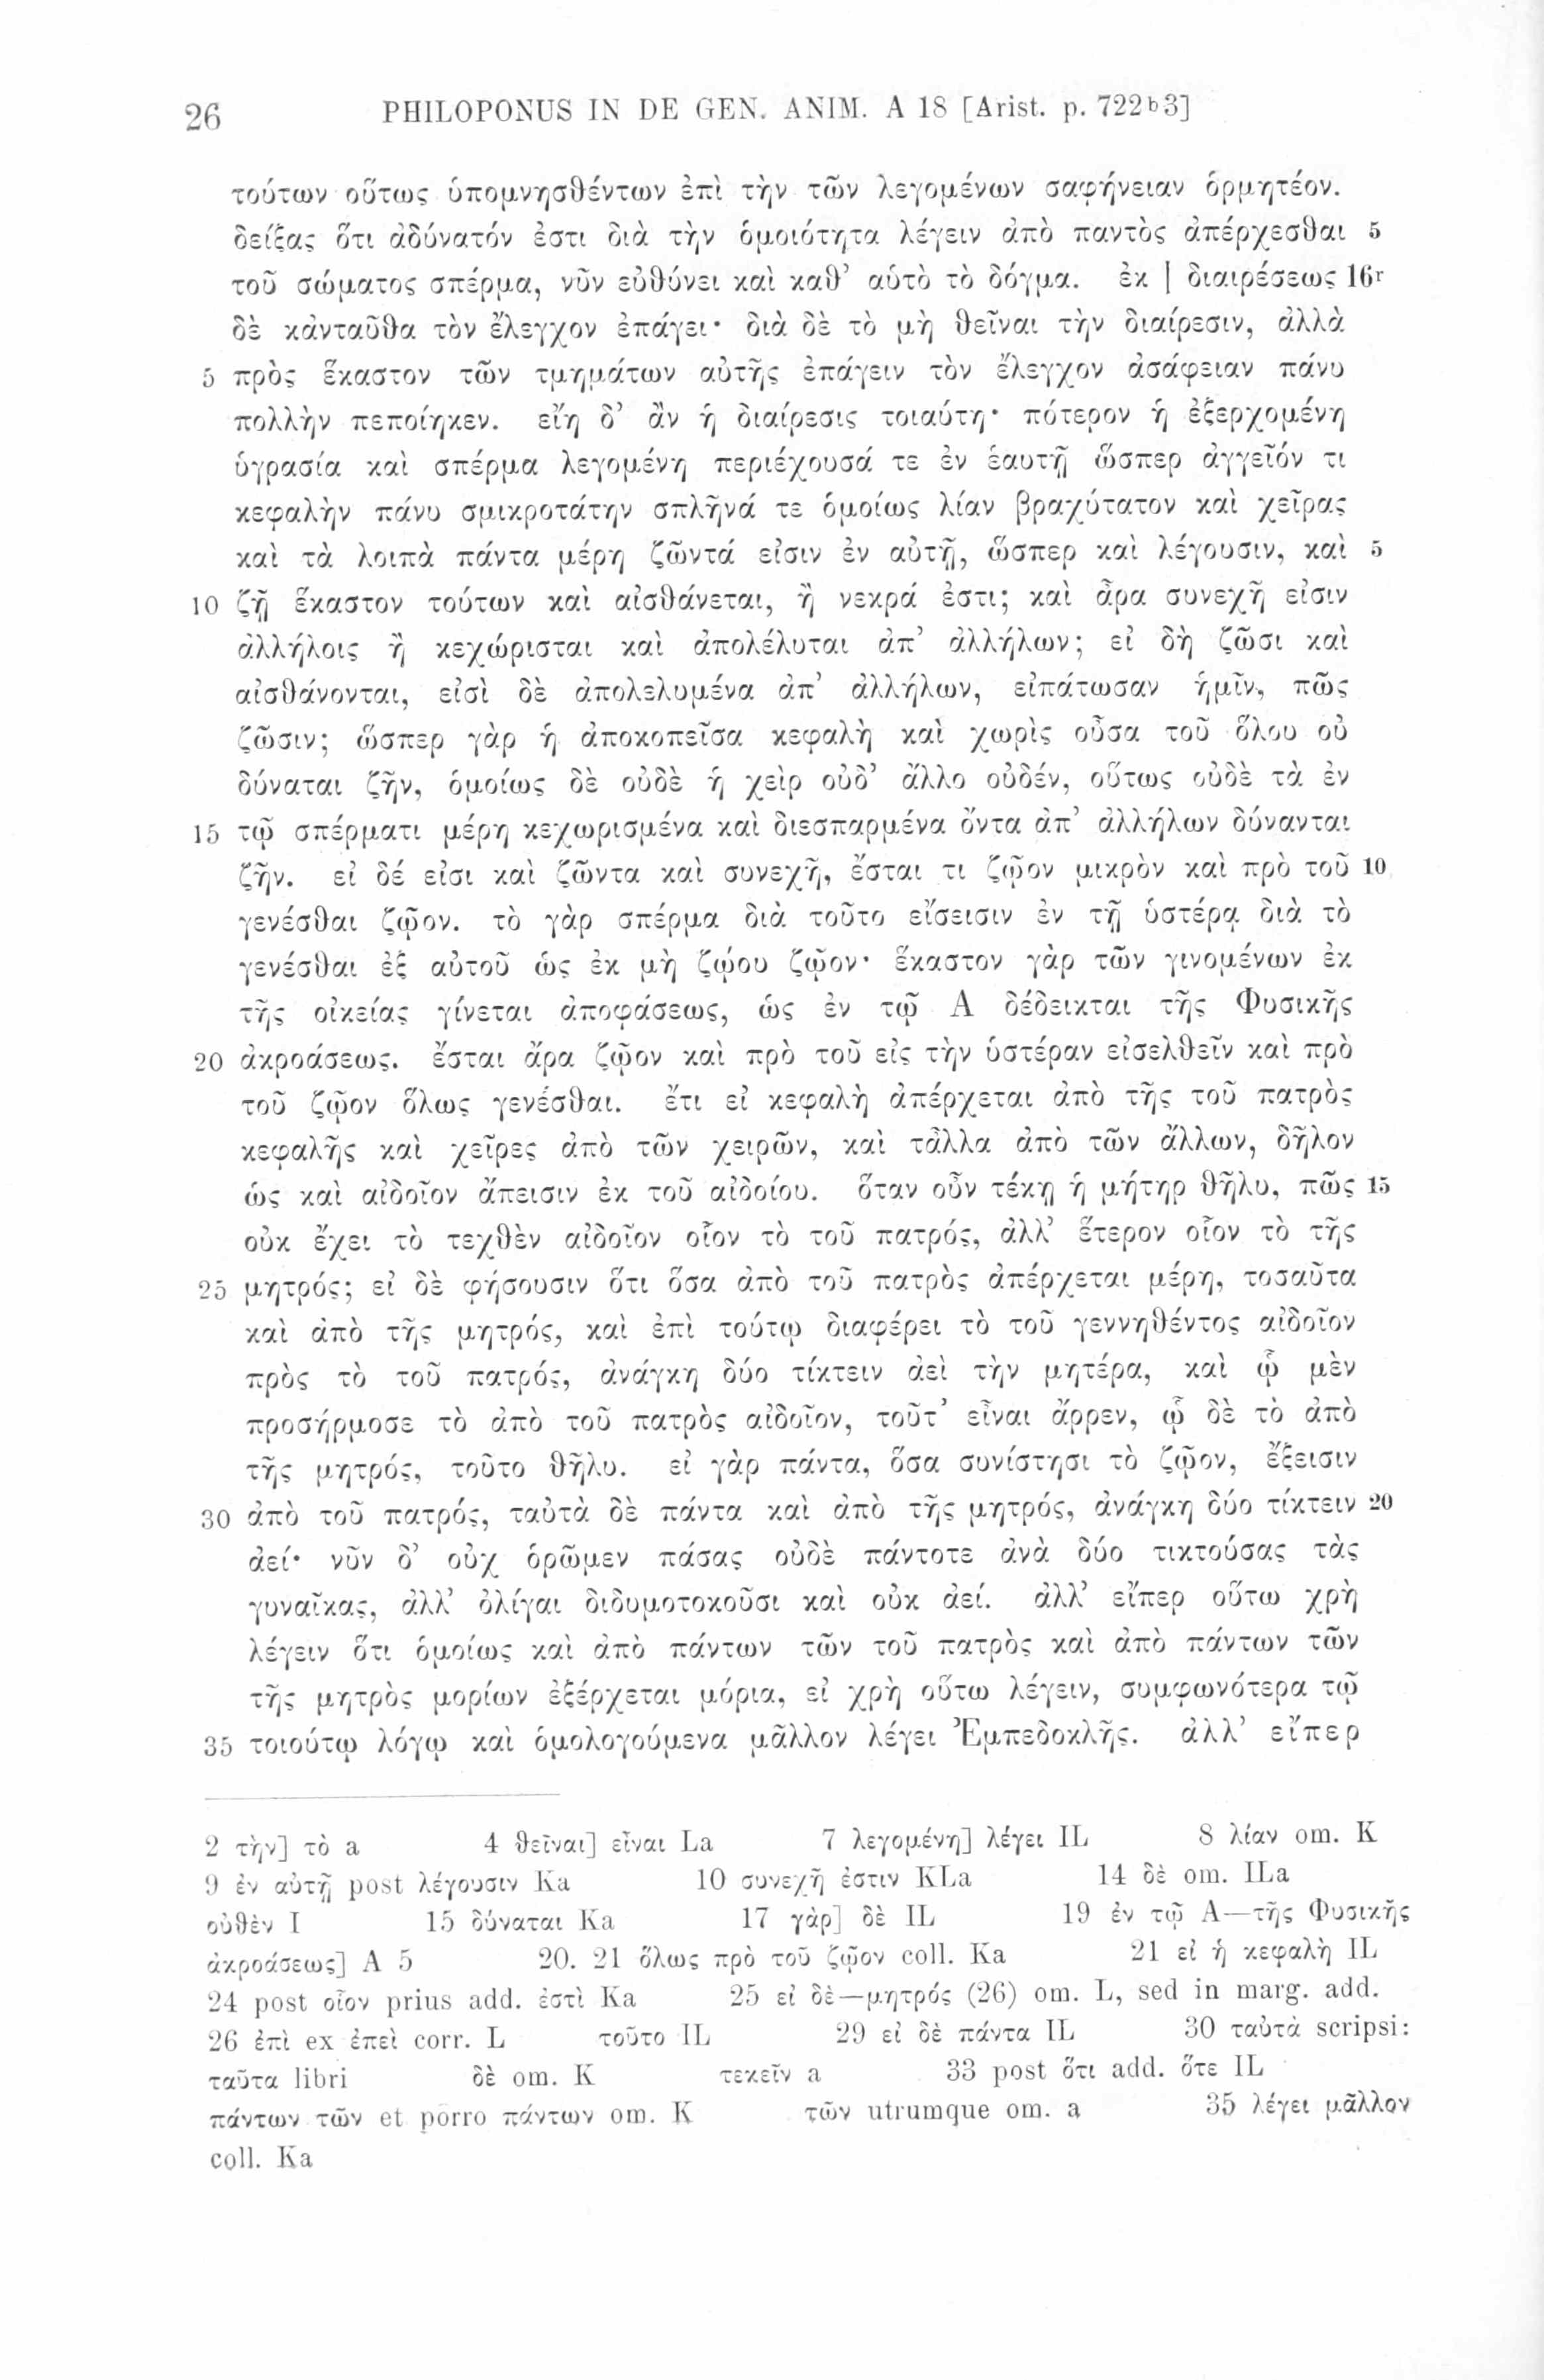 26 PHILOPONUS IN DE GEN. ANIM. A 18 [Arist. p. 722b3]
τούτων οὕτως ὑπομνησθέντων ἐπὶ τὴν τῶν λεγομένων σαφήνειαν ὁρμητέον.
δείξας ὅτι ἀδύνατόν ἐστι διὰ τὴν ὁμοιότητα λέγειν ἀπὸ παντὸς ἀπέρχεσθαι 5
τοῦ σώματος σπέρμα, νῦν εὐθύνει καὶ καθ’ αὑτὸ τὸ δόγμα. ἐκ | διαιρέσεως 16r
δὲ κἀνταῦθα τὸν ἔλεγχον ἐπάγει· διὰ δὲ τὸ μὴ θεῖναι τὴν διαίρεσιν, ἀλλὰ
5 πρὸς ἕκαστον τῶν τμημάτων αὐτῆς ἐπάγειν τὸν ἔλεγχον ἀσάφειαν πάνυ
πολλὴν πεποίηκεν. εἴη δ’ ἂν ἡ διαίρεσις τοιαύτη· πότερον ἡ ἐξερχομένη
ὑγρασία καὶ σπέρμα λεγομένη περιέχουσά τε ἐν ἑαυτῇ ὥσπερ ἀγγεῖόν τι
κεφαλὴν πάνυ σμικροτάτην σπλῆνά τε ὁμοίως λίαν βραχύτατον καὶ χεῖρας
καὶ τὰ λοιπὰ πάντα μέρη ζῶντά εἰσιν ἐν αὐτῇ, ὥσπερ καὶ λέγουσιν, καὶ 5
10 ζῇ ἕκαστον τούτων καὶ αἰσθάνεται, ἢ νεκρά ἐστι; καὶ ἆρα συνεχῆ εἰσιν
ἀλλήλοις ἢ κεχώρισται καὶ ἀπολέλυται ἀπ’ ἀλλήλων; εἰ δὴ ζῶσι καὶ
αἰσθάνονται, εἰσὶ δὲ ἀπολελυμένα ἀπ’ ἀλλήλων, εἰπάτωσαν ἡμῖν, πῶς
ζῶσιν; ὥσπερ γὰρ ἡ ἀποκοπεῖσα κεφαλὴ καὶ χωρὶς οὖσα τοῦ ὅλου οὐ
δύναται ζῆν, ὁμοίως δὲ οὐδὲ ἡ χεὶρ οὐδ’ ἄλλο οὐδέν, οὕτως οὐδὲ τὰ ἐν
15 τῷ σπέρματι μέρη κεχωρισμένα καὶ διεσπαρμένα ὄντα ἀπ’ ἀλλήλων δύνανται
ζῆν. εἰ δέ εἰσι καὶ ζῶντα καὶ συνεχῆ, ἔσται τι ζῷον μικρὸν καὶ πρὸ τοῦ 10
γενέσθαι ζῷον. τὸ γὰρ σπέρμα διὰ τοῦτο εἴσεισιν ἐν τῇ ὑστέρᾳ διὰ τὸ
γενέσθαι ἐξ αὐτοῦ ὡς ἐκ μὴ ζῴου ζῷον· ἕκαστον γὰρ τῶν γινομένων ἐκ
τῆς οἰκείας γίνεται ἀποφάσεως, ὡς ἐν τῷ Α δέδεικται τῆς Φυσικῆς
20 ἀκροάσεως. ἔσται ἄρα ζῷον καὶ πρὸ τοῦ εἰς τὴν ὑστέραν εἰσελθεῖν καὶ πρὸ
τοῦ ζῷον ὅλως γενέσθαι. ἔτι εἰ κεφαλὴ ἀπέρχεται ἀπὸ τῆς τοῦ πατρὸς
κεφαλῆς καὶ χεῖρες ἀπὸ τῶν χειρῶν, καὶ τἆλλα ἀπὸ τῶν ἄλλων, δῆλον
ὡς καὶ αἰδοῖον ἄπεισιν ἐκ τοῦ αἰδοίου. ὅταν οὖν τέκῃ ἡ μήτηρ θῆλυ, πῶς 15
οὐκ ἔχει τὸ τεχθὲν αἰδοῖον οἷον τὸ τοῦ πατρός, ἀλλ’ ἕτερον οἷον τὸ τῆς
25 μητρός; εἰ δὲ φήσουσιν ὅτι ὅσα ἀπὸ τοῦ πατρὸς ἀπέρχεται μέρη, τοσαῦτα
καὶ ἀπὸ τῆς μητρός, καὶ ἐπὶ τούτῳ διαφέρει τὸ τοῦ γεννηθέντος αἰδοῖον
πρὸς τὸ τοῦ πατρός, ἀνάγκη δύο τίκτειν ἀεὶ τὴν μητέρα, καὶ ᾧ μὲν
προσήρμοσε τὸ ἀπὸ τοῦ πατρὸς αἰδοῖον, τοῦτ’ εἶναι ἄρρεν, ᾧ δὲ τὸ ἀπὸ
τῆς μητρός, τοῦτο θῆλυ. εἰ γὰρ πάντα, ὅσα συνίστησι τὸ ζῷον, ἔξεισιν
30 ἀπὸ τοῦ πατρός, ταὐτὰ δὲ πάντα καὶ ἀπὸ τῆς μητρός, ἀνάγκη δύο τίκτειν 20
ἀεί· νῦν δ’ οὐχ ὁρῶμεν πάσας οὐδὲ πάντοτε ἀνὰ δύο τικτούσας τὰς
γυναῖκας, ἀλλ’ ὀλίγαι διδυμοτοκοῦσι καὶ οὐκ ἀεί. ἀλλ’ εἴπερ οὕτω χρὴ
λέγειν ὅτι ὁμοίως καὶ ἀπὸ πάντων τῶν τοῦ πατρὸς καὶ ἀπὸ πάντων τῶν
τῆς μητρὸς μορίων ἐξέρχεται μόρια, εἰ χρὴ οὕτω λέγειν, συμφωνότερα τῷ
35 τοιούτῳ λόγῳ καὶ ὁμολογούμενα μᾶλλον λέγει Ἐμπεδοκλῆς. ἀλλ’ εἴπερ
2 τὴν] τὸ a 4 θεῖναι] εἶναι La 7 λεγομένη] λέγει IL 8 λίαν om. K
9 ἐν αὐτῇ post λέγουσιν Ka 10 συνεχῆ ἐστιν KLa 14 δὲ om. ILa
οὐθὲν I 15 δύναται Ka 17 γὰρ] δὲ IL 19 ἐν τῷ Α—τῆς Φυσικῆς
ἀκροάσεως] A 5 20. 21 ὅλως πρὸ τοῦ ζῷον coll. Ka 21 εἰ ἡ κεφαλὴ IL
24 post οἷον prius add. ἐστὶ Ka 25 εἰ δὲ—μητρός (26) om. L, sed in marg. add.
26 ἐπὶ ex ἐπεὶ corr. L τοῦτο IL 29 εἰ δὲ πάντα IL 30 ταὐτὰ scripsi:
ταῦτα libri δὲ om. K τεκεῖν a 33 post ὅτι add. ὅτε IL
πάντων τῶν et porro πάντων om. K τῶν utrumque om. a 35 λέγει μᾶλλον
coll. Ka